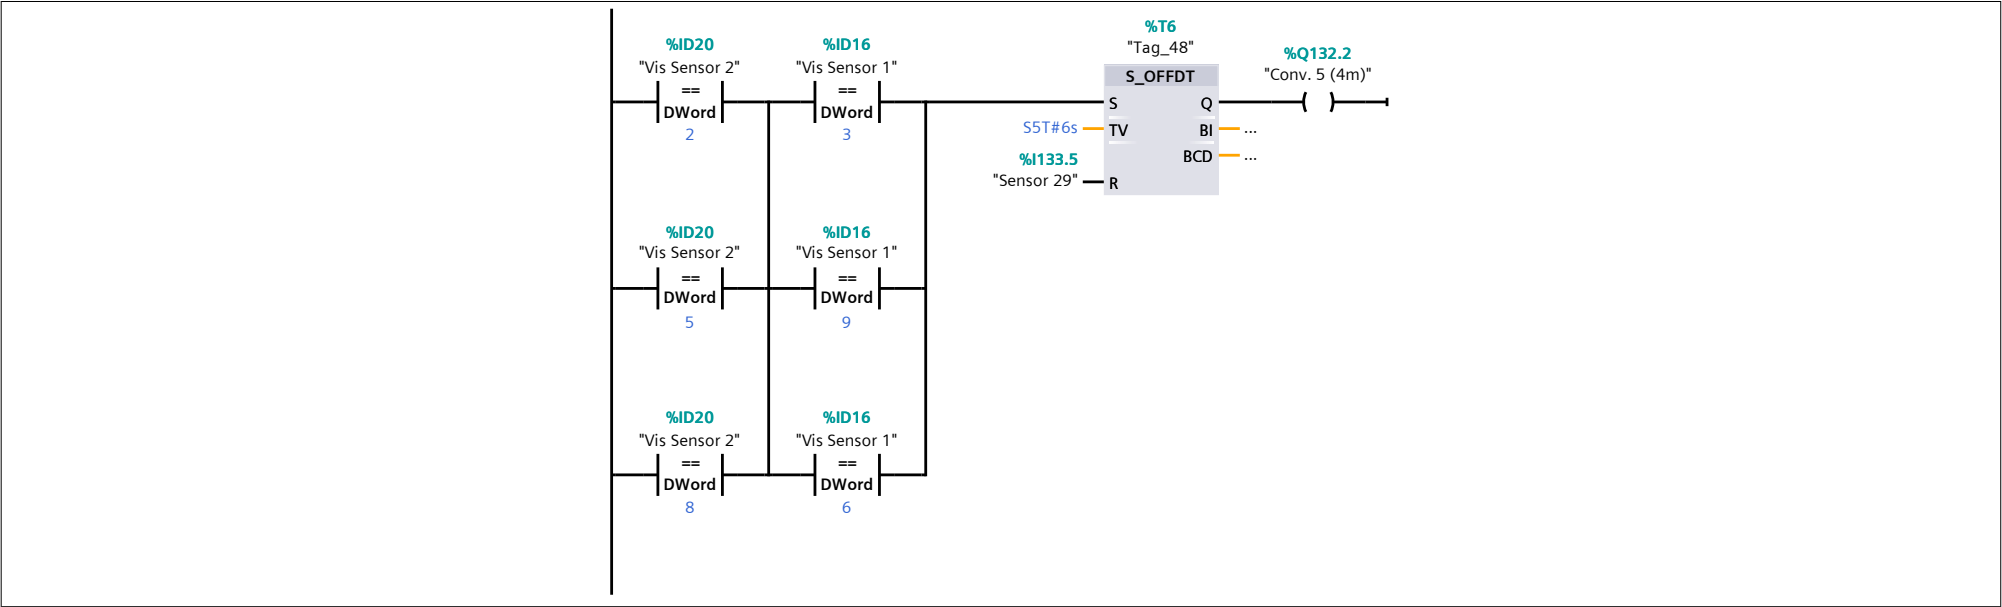 %ID20
"Vis Sensor 2"
==
DWord
2
%ID16
"Vis Sensor 1"
==
DWord
3
%T6
"Tag_48"
S_OFFDT
S
Q
S5T#6s
TV
BI
...
BCD
...
%I133.5
"Sensor 29"
R
%Q132.2
"Conv. 5 (4m)"
%ID20
"Vis Sensor 2"
==
DWord
5
%ID16
"Vis Sensor 1"
==
DWord
9
%ID20
"Vis Sensor 2"
==
DWord
8
%ID16
"Vis Sensor 1"
==
DWord
6